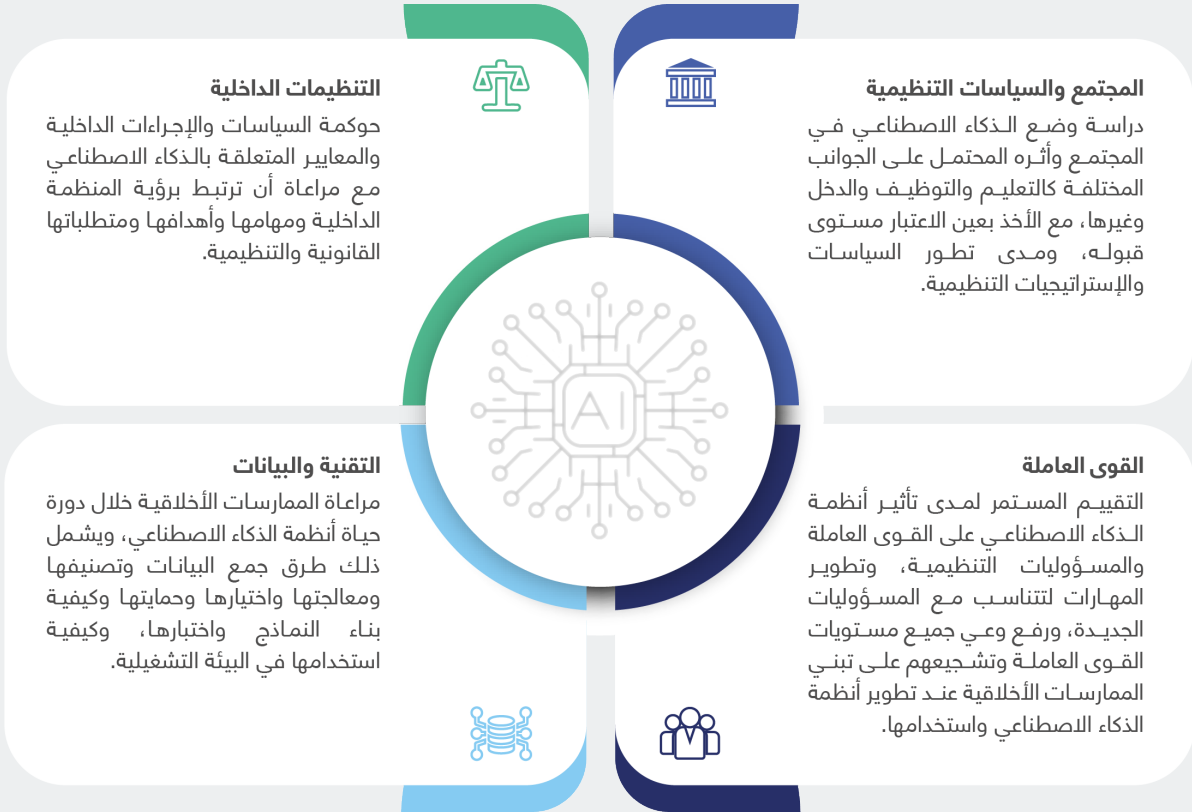 المجتمع والسياسات التنظيمية
دراسة وضع الذكاء الاصطناعي في
المجتمع وأثره المحتمل على الجوانب
المختلفة كالتعليم والتوظيف والدخل
وغيرها، مع الأخذ بعين الاعتبار مستوى
قبوله، ومدى تطور السياسات
والإستراتيجيات التنظيمية.
التنظيمات الداخلية
حوكمة السياسات والإجراءات الداخلية
والمعايير المتعلقة بالذكاء الاصطناعي
مع مراعاة أن ترتبط برؤية المنظمة
الداخلية ومهامها وأهدافها ومتطلباتها
القانونية والتنظيمية.
AI
القوى العاملة
التقييم المستمر لمدى تأثير أنظمة
الذكاء الاصطناعي على القوى العاملة
والمسؤوليات التنظيمية، وتطوير
المهارات لتتناسب مع المسؤوليات
الجديدة، ورفع وعي جميع مستويات
القوى العاملة وتشجيعهم على تبني
الممارسات الأخلاقية عند تطوير أنظمة
الذكاء الاصطناعي واستخدامها.
التقنية والبيانات
مراعاة الممارسات الأخلاقية خلال دورة
حياة أنظمة الذكاء الاصطناعي، ويشمل
ذلك طرق جمع البيانات وتصنيفها
ومعالجتها واختيارها وحمايتها وكيفية
بناء النماذج واختبارها، وكيفية
استخدامها في البيئة التشغيلية.